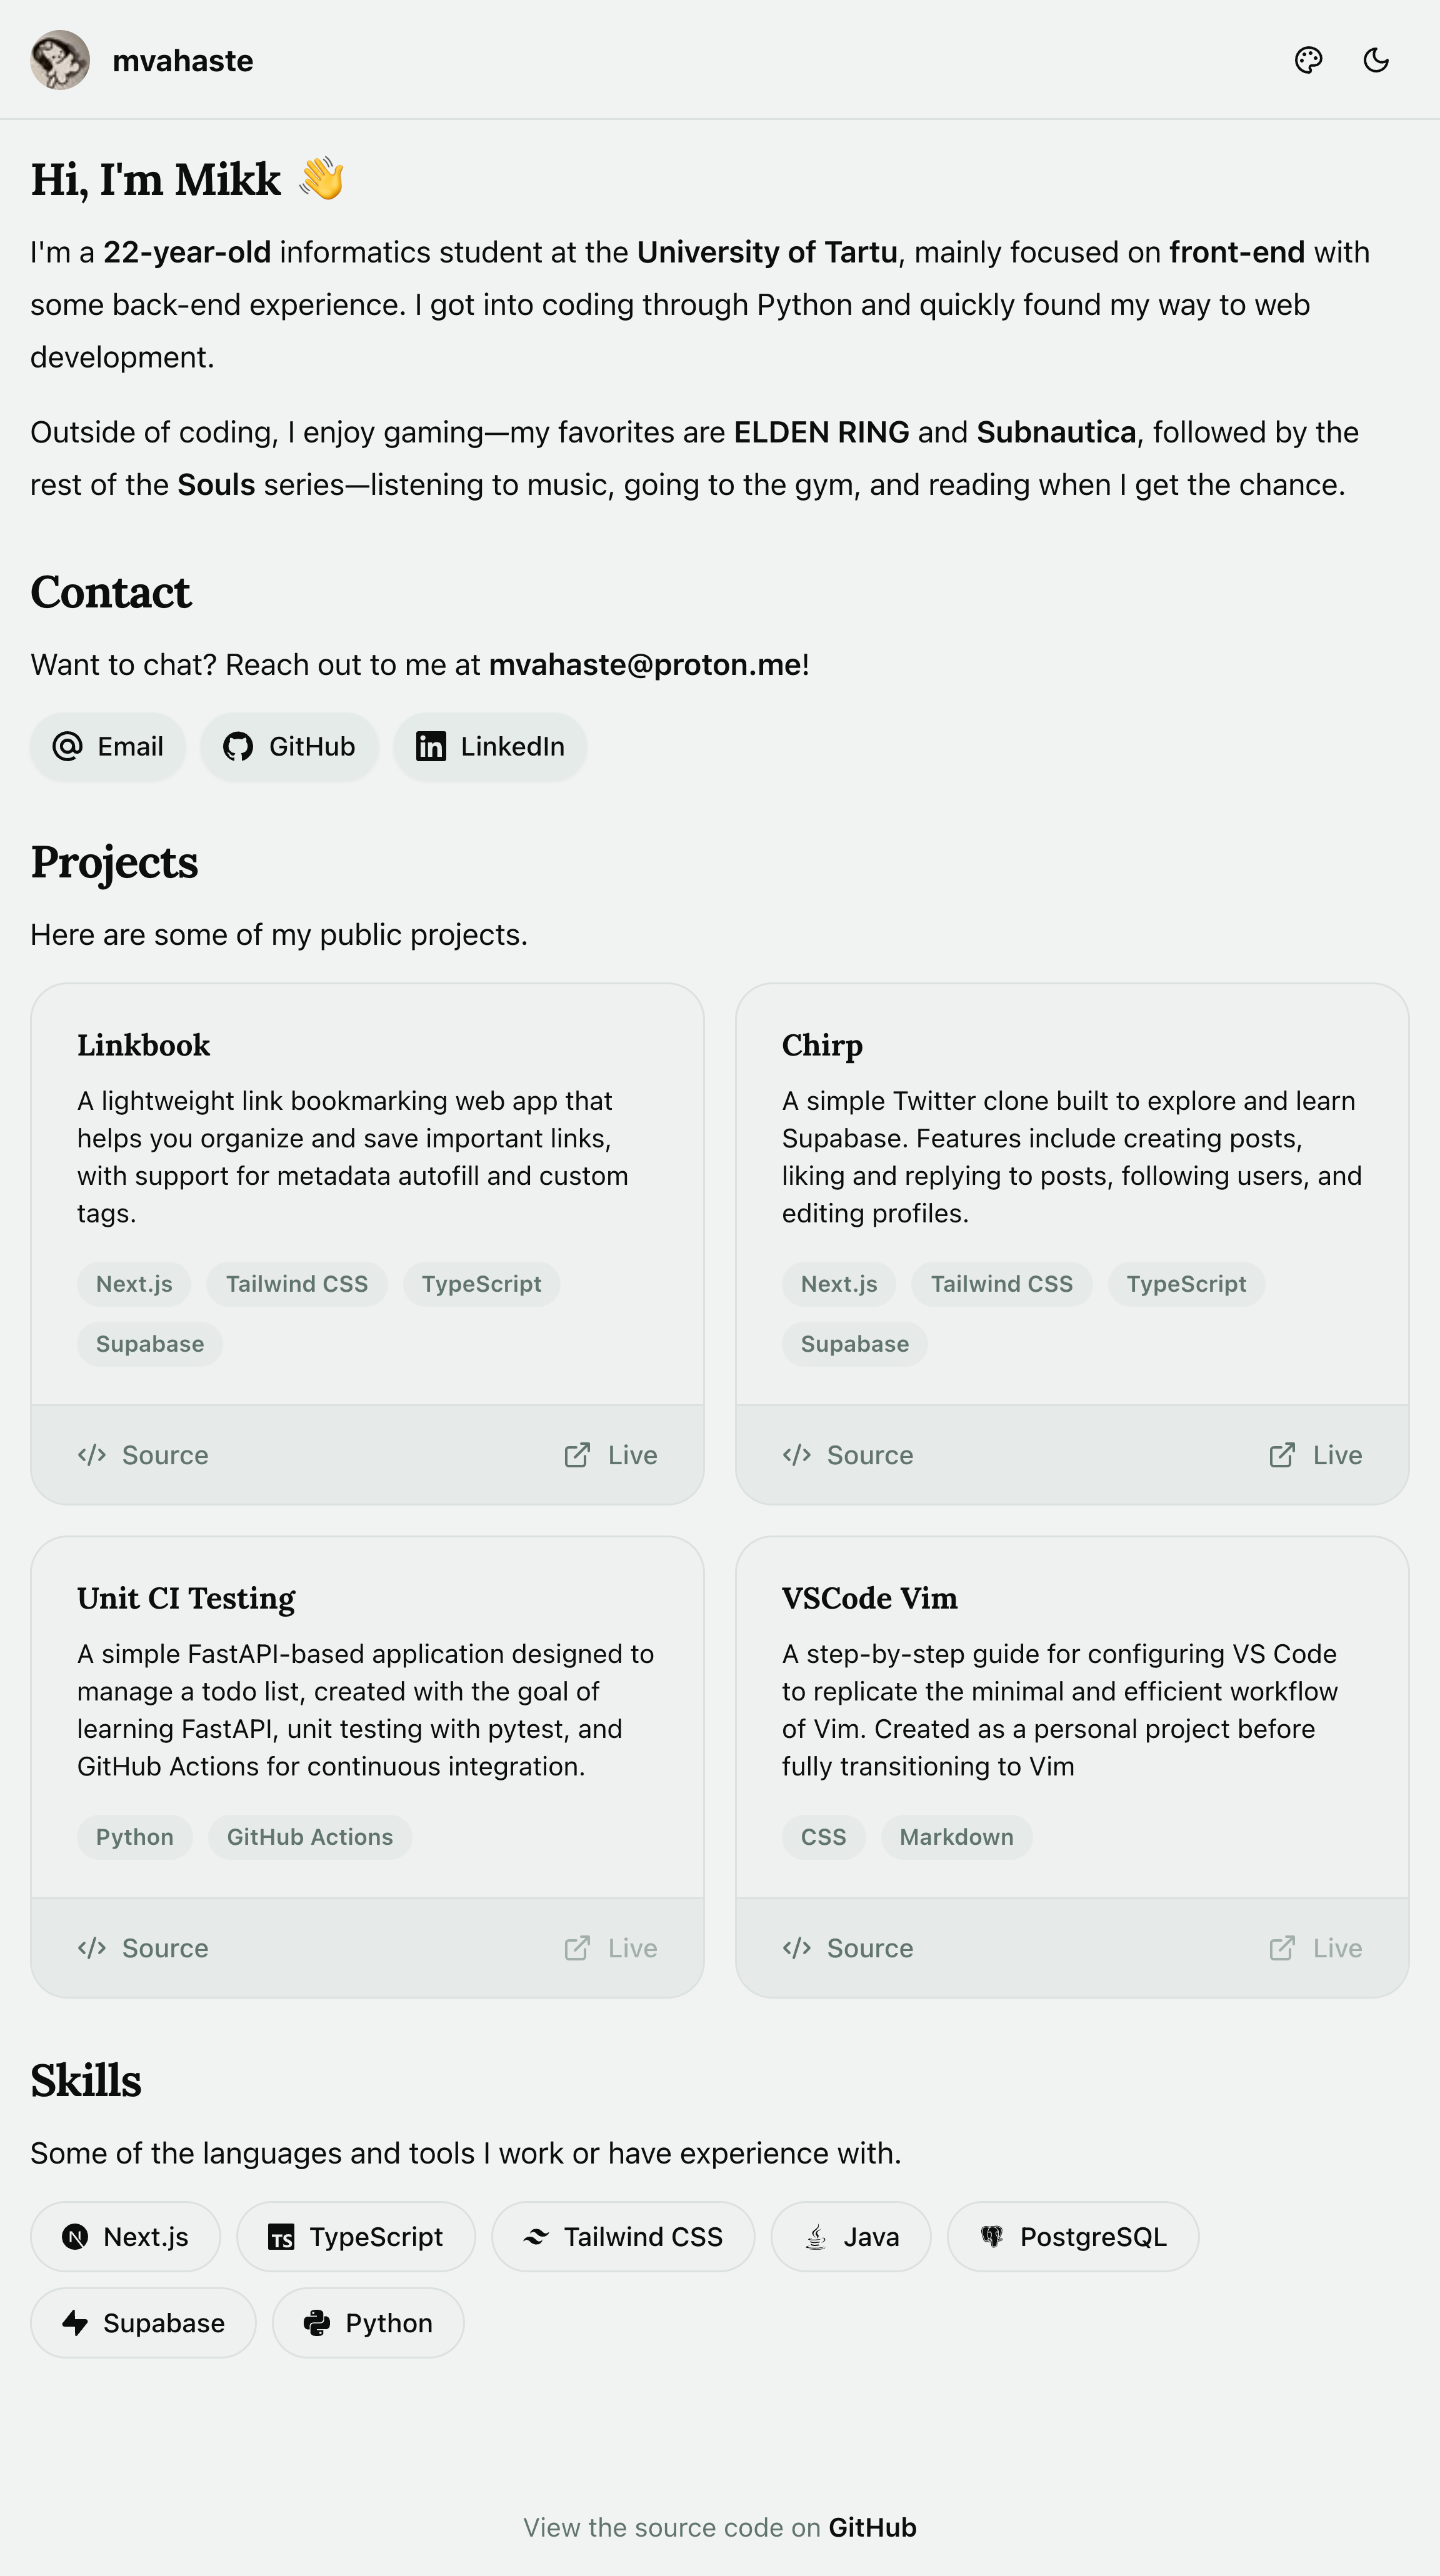 mvahaste
Hi, I'm Mikk 👋
I'm a 22-year-old informatics student at the University of Tartu, mainly focused on front-end with
some back-end experience. I got into coding through Python and quickly found my way to web
development.
Outside of coding, I enjoy gaming—my favorites are ELDEN RING and Subnautica, followed by the
rest of the Souls series—listening to music, going to the gym, and reading when I get the chance.
Contact
Want to chat? Reach out to me at mvahaste@proton.me!
Email GitHub LinkedIn
Projects
Here are some of my public projects.
Linkbook
A lightweight link bookmarking web app that
helps you organize and save important links,
with support for metadata autofill and custom
tags.
Next.js Tailwind CSS TypeScript
Supabase
Source Live
Chirp
A simple Twitter clone built to explore and learn
Supabase. Features include creating posts,
liking and replying to posts, following users, and
editing profiles.
Next.js Tailwind CSS TypeScript
Supabase
Source Live
Unit CI Testing
A simple FastAPI-based application designed to
manage a todo list, created with the goal of
learning FastAPI, unit testing with pytest, and
GitHub Actions for continuous integration.
Python GitHub Actions
Source Live
VSCode Vim
A step-by-step guide for configuring VS Code
to replicate the minimal and efficient workflow
of Vim. Created as a personal project before
fully transitioning to Vim
CSS Markdown
Source Live
Skills
Some of the languages and tools I work or have experience with.
Next.js TypeScript Tailwind CSS Java PostgreSQL
Supabase Python
View the source code on GitHub